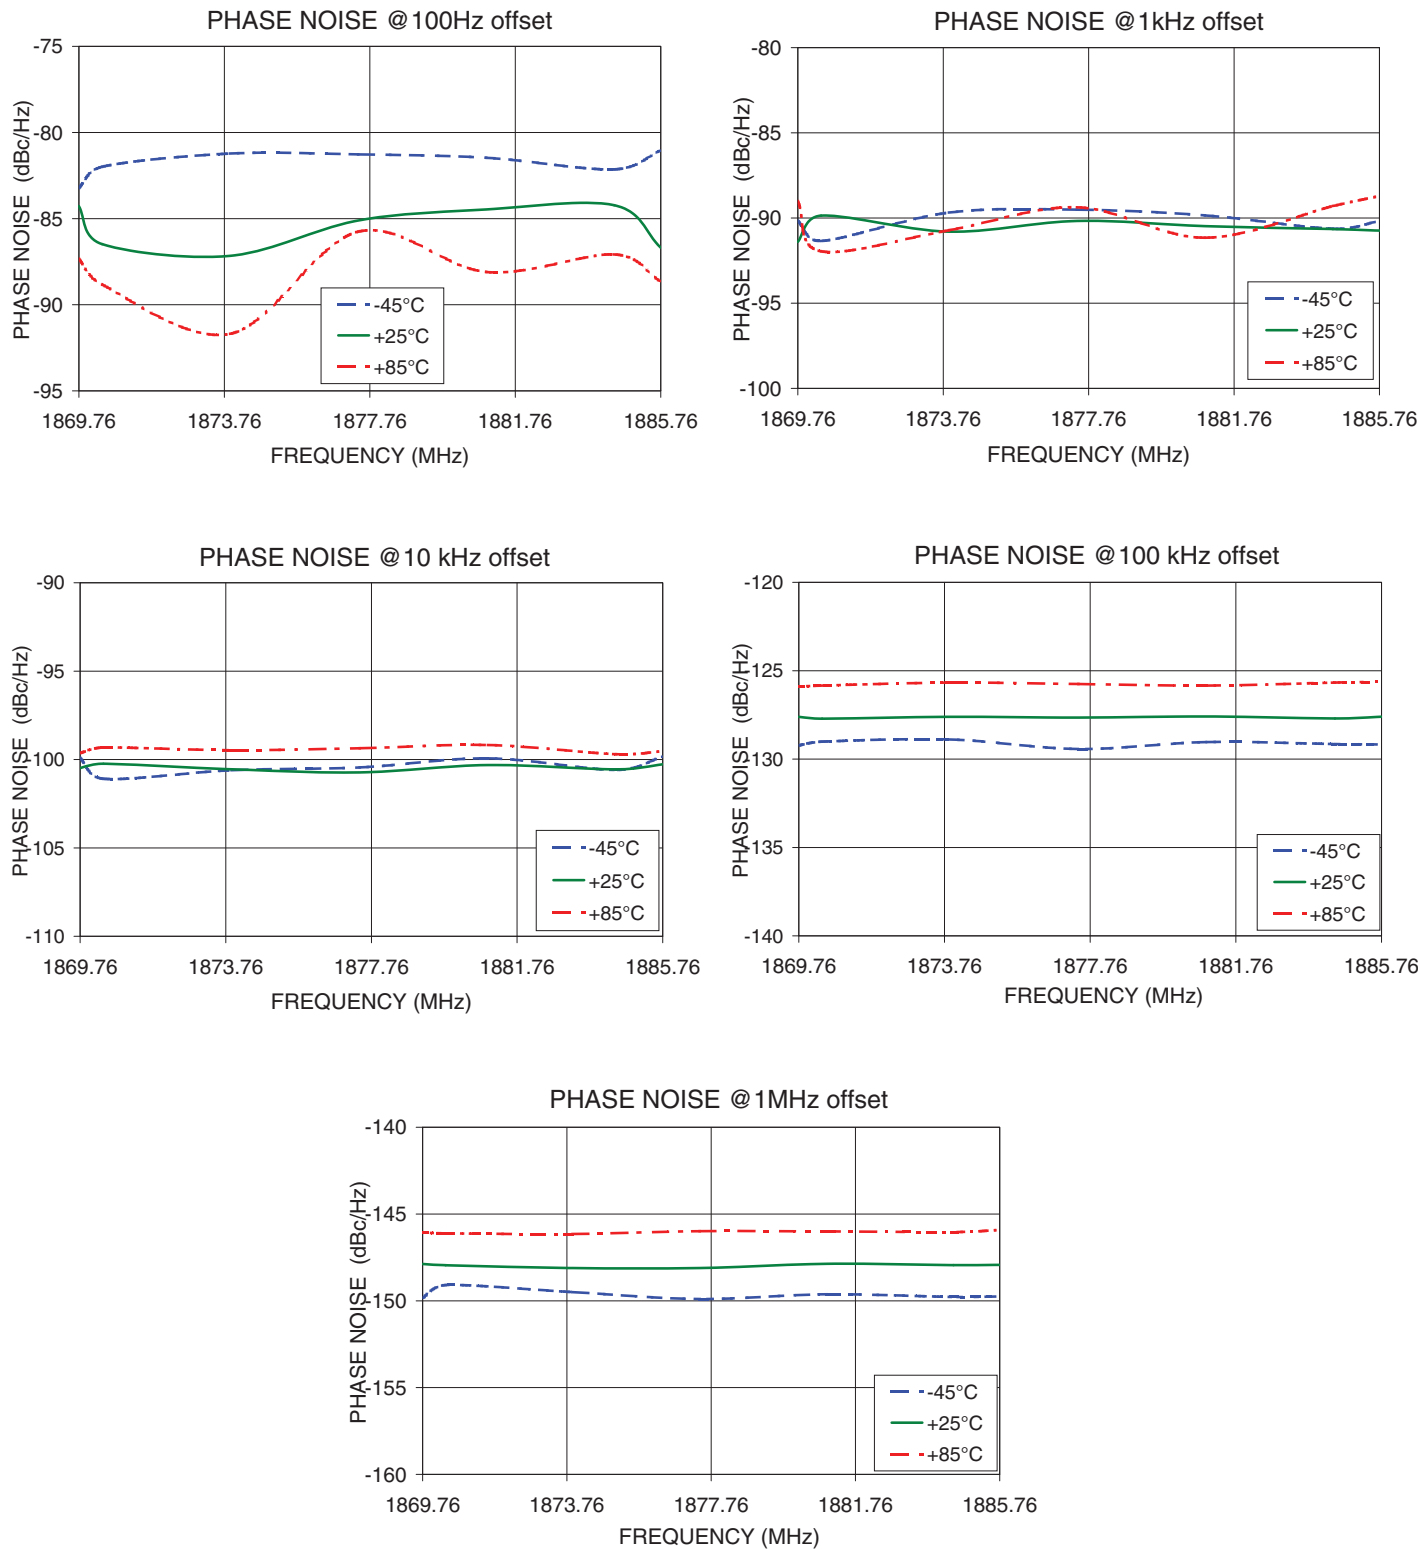 PHASE NOISE @100Hz offset
PHASE NOISE (dBc/Hz)
-75
-80
-85
-90
-95
-45°C
+25°C
+85°C
1869.76 1873.76 1877.76 1881.76 1885.76
FREQUENCY (MHz)
PHASE NOISE @1kHz offset
PHASE NOISE (dBc/Hz)
-80
-85
-90
-95
-100
-45°C
+25°C
+85°C
1869.76 1873.76 1877.76 1881.76 1885.76
FREQUENCY (MHz)
PHASE NOISE @10 kHz offset
PHASE NOISE (dBc/Hz)
-90
-95
-100
-105
-110
-45°C
+25°C
+85°C
1869.76 1873.76 1877.76 1881.76 1885.76
FREQUENCY (MHz)
PHASE NOISE @100 kHz offset
PHASE NOISE (dBc/Hz)
-120
-125
-130
-135
-140
-45°C
+25°C
+85°C
1869.76 1873.76 1877.76 1881.76 1885.76
FREQUENCY (MHz)
PHASE NOISE @1MHz offset
PHASE NOISE (dBc/Hz)
-140
-145
-150
-155
-160
-45°C
+25°C
+85°C
1869.76 1873.76 1877.76 1881.76 1885.76
FREQUENCY (MHz)